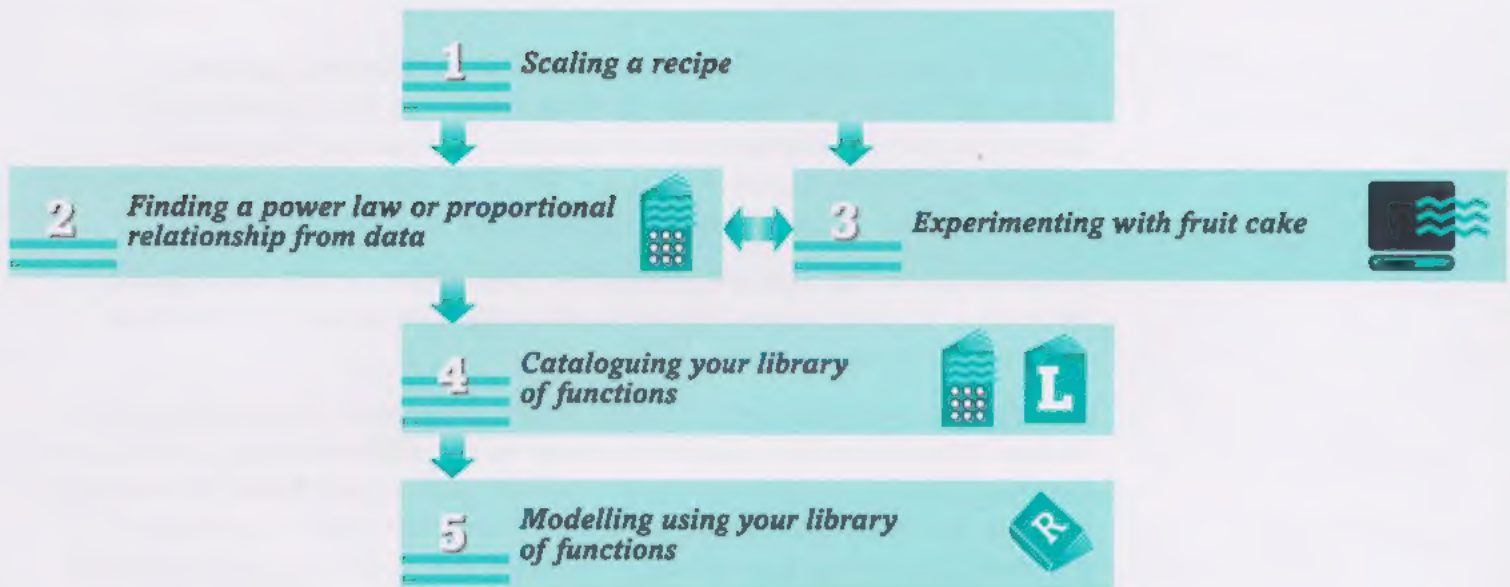 1 Scaling a recipe
2 Finding a power law or proportional
relationship from data
3 Experimenting with fruit cake
4 Cataloguing your library
of functions
L
5 Modelling using your library
of functions
R